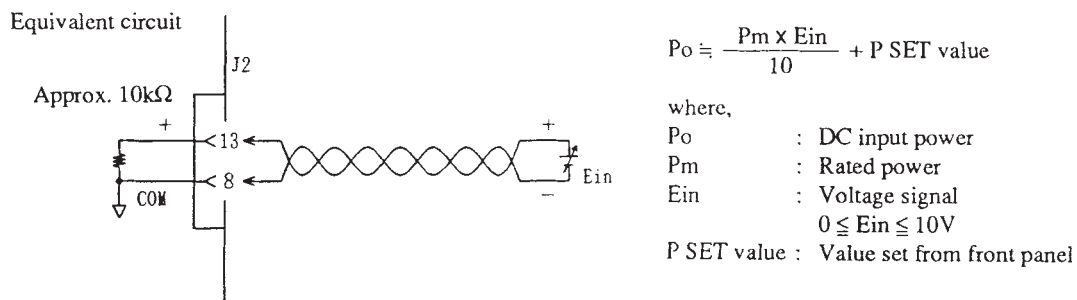 Equivalent circuit
J2
Approx. 10kΩ
+
13
8
COM
+
−
Ein
Po ≒ Pm x Ein / 10 + P SET value
where,
Po : DC input power
Pm : Rated power
Ein : Voltage signal
0 ≦ Ein ≦ 10V
P SET value : Value set from front panel